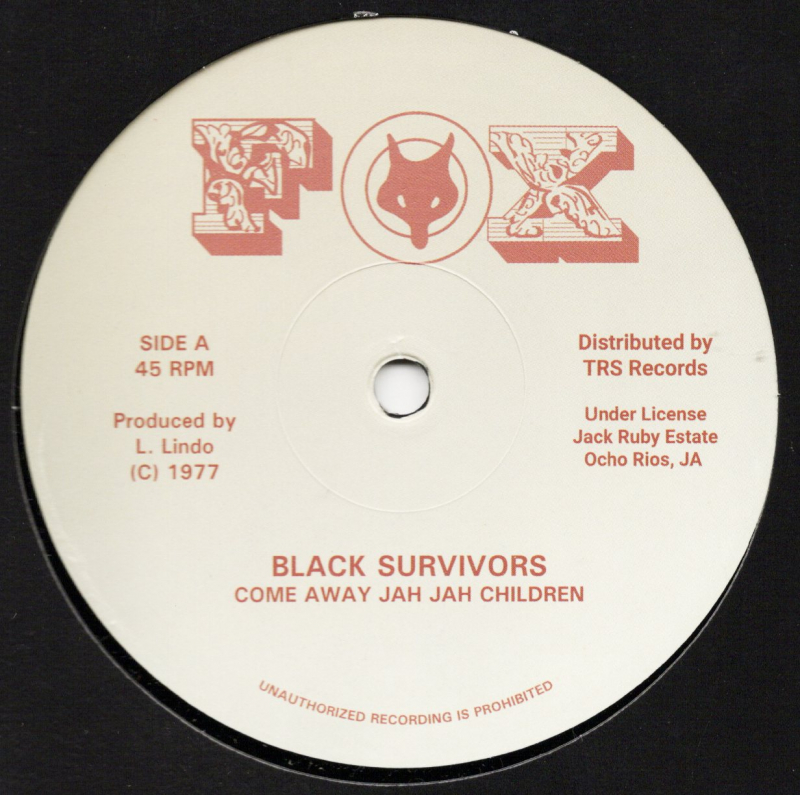 FOX
SIDE A
45 RPM
Produced by
L. Lindo
(C) 1977
Distributed by
TRS Records
Under License
Jack Ruby Estate
Ocho Rios, JA
BLACK SURVIVORS
COME AWAY JAH JAH CHILDREN
UNAUTHORIZED RECORDING IS PROHIBITED